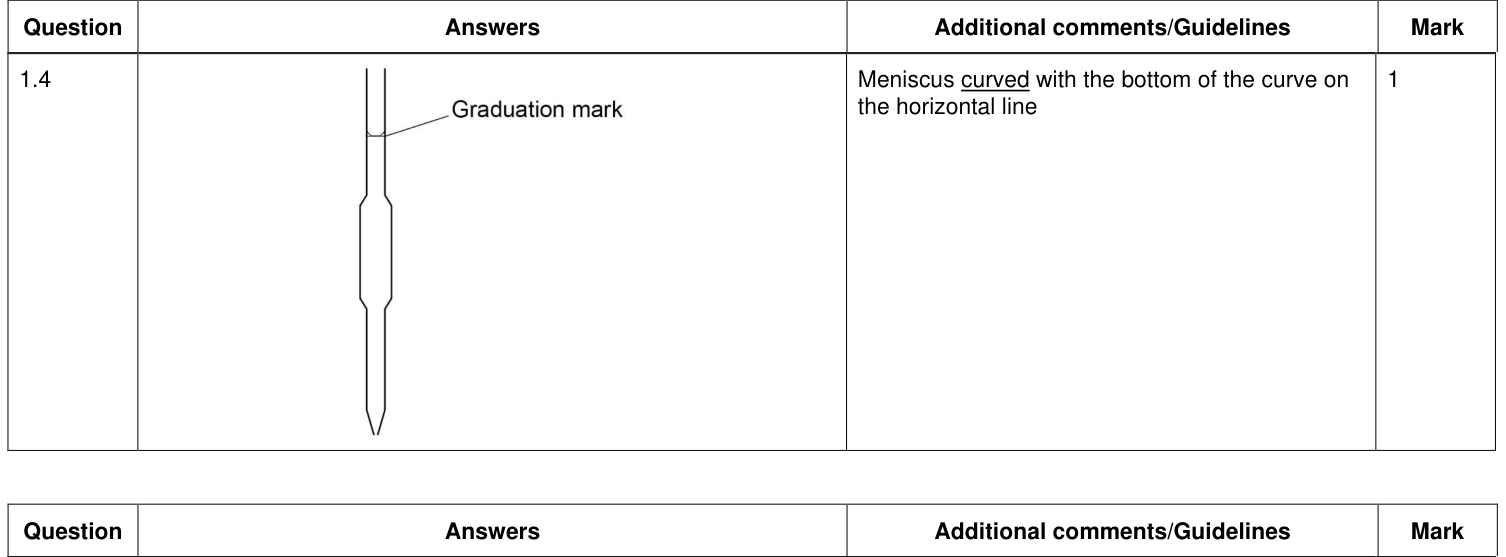 Question Answers Additional comments/Guidelines Mark
1.4 Meniscus curved with the bottom of the curve on 1
the horizontal line
Graduation mark
Question Answers Additional comments/Guidelines Mark